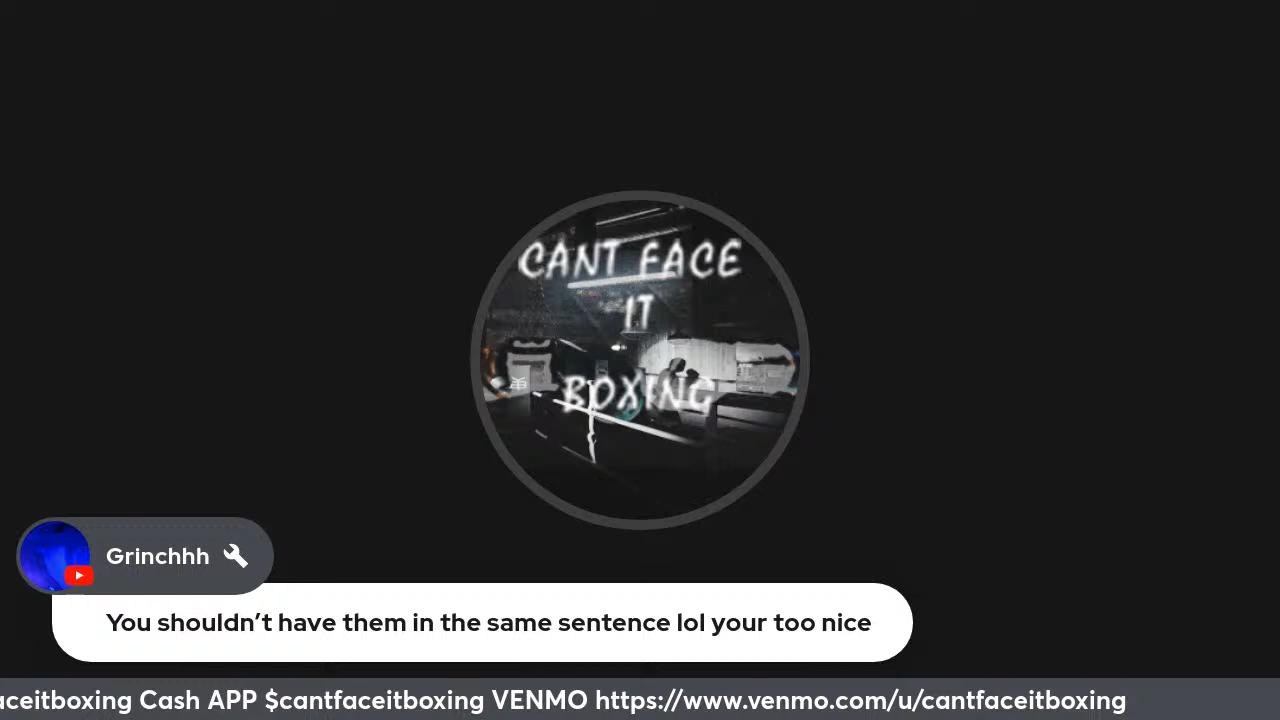 CANT FACE
IT
BOXING
Grinchhh
You shouldn’t have them in the same sentence lol your too nice
aceitboxing Cash APP $cantfaceitboxing VENMO https://www.venmo.com/u/cantfaceitboxing